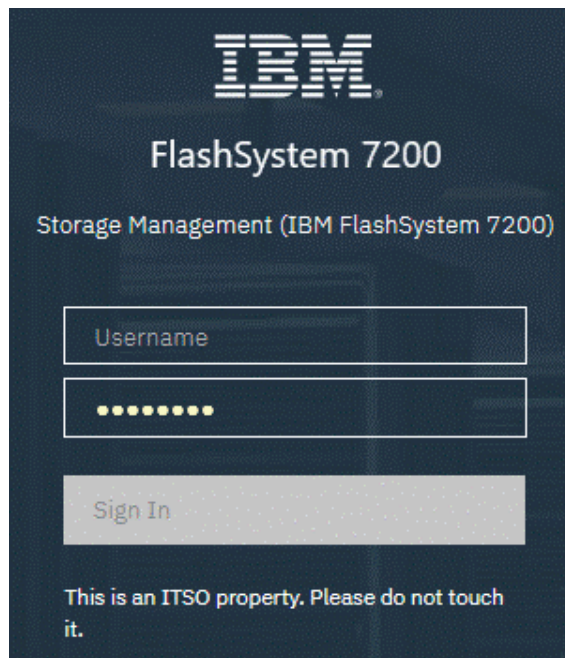 IBM
FlashSystem 7200
Storage Management (IBM FlashSystem 7200)
Username
••••••••
Sign In
This is an ITSO property. Please do not touch
it.